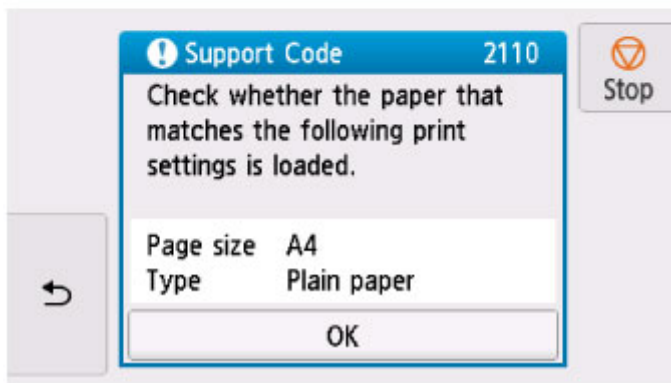 Support Code 2110
Stop
Check whether the paper that
matches the following print
settings is loaded.
Page size A4
Type Plain paper
OK